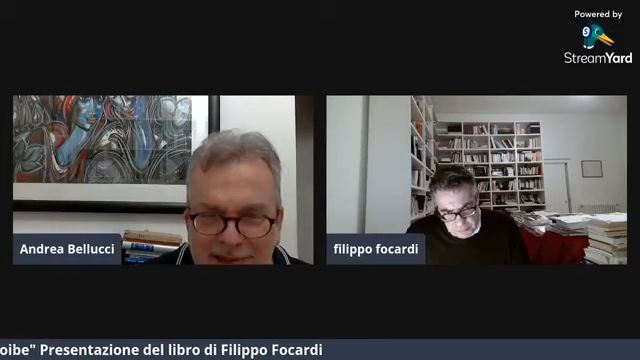 Powered by
S
StreamYard
Andrea Bellucci
filippo focardi
oibe" Presentazione del libro di Filippo Focardi